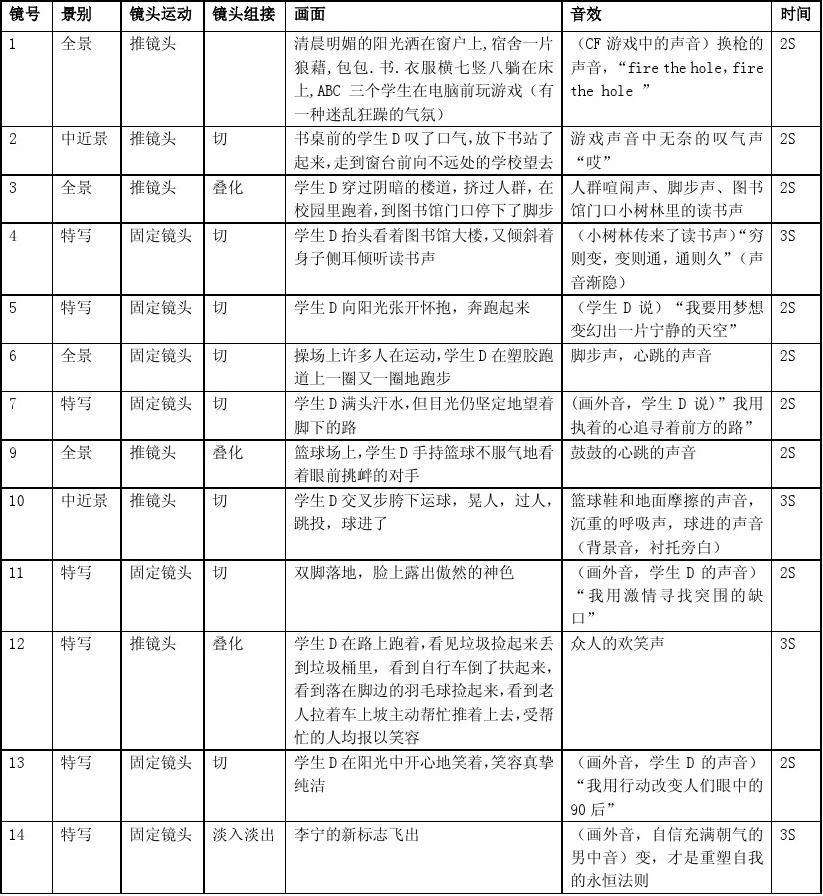 镜号 景别 镜头运动 镜头组接 画面 音效 时间
1 全景 推镜头 清晨明媚的阳光洒在窗户上,宿舍一片 （CF 游戏中的声音）换枪的 2S
狼藉,包包.书.衣服横七竖八躺在床 声音,“fire the hole,fire
上,ABC 三个学生在电脑前玩游戏（有 the hole ”
一种迷乱狂躁的气氛）
2 中近景 推镜头 切 书桌前的学生 D 叹了口气,放下书站了 游戏声音中无奈的叹气声 2S
起来,走到窗台前向不远处的学校望去 “哎”
3 全景 推镜头 叠化 学生 D 穿过阴暗的楼道，挤过人群，在 人群喧闹声、脚步声、图书 2S
校园里跑着,到图书馆门口停下了脚步 馆门口小树林里的读书声
4 特写 固定镜头 切 学生 D 抬头看着图书馆大楼,又倾斜着 （小树林传来了读书声)“穷 3S
身子侧耳倾听读书声 则变，变则通，通则久”（声
音渐隐）
5 特写 固定镜头 切 学生 D 向阳光张开怀抱，奔跑起来 （学生 D 说）“我要用梦想 2S
变幻出一片宁静的天空”
6 全景 固定镜头 切 操场上许多人在运动,学生 D 在塑胶跑 脚步声，心跳的声音 2S
道上一圈又一圈地跑步
7 特写 固定镜头 切 学生 D 满头汗水,但目光仍坚定地望着 (画外音，学生 D 说)”我用 2S
脚下的路 执着的心追寻着前方的路”
9 全景 推镜头 叠化 篮球场上,学生 D 手持篮球不服气地看 鼓鼓的心跳的声音 2S
着眼前挑衅的对手
10 中近景 推镜头 切 学生 D 交叉步胯下运球，晃人，过人， 篮球鞋和地面摩擦的声音， 3S
跳投，球进了 沉重的呼吸声，球进的声音
（背景音，衬托旁白）
11 特写 固定镜头 切 双脚落地，脸上露出傲然的神色 （画外音，学生 D 的声音） 2S
“我用激情寻找突围的缺
口”
12 特写 推镜头 叠化 学生 D 在路上跑着,看见垃圾捡起来丢 众人的欢笑声 3S
到垃圾桶里，看到自行车倒了扶起来，
看到落在脚边的羽毛球捡起来,看到老
人拉着车上坡主动帮忙推着上去,受帮
忙的人均报以笑容
13 特写 固定镜头 切 学生 D 在阳光中开心地笑着,笑容真挚 （画外音，学生 D 的声音） 2S
纯洁 “我用行动改变人们眼中的
90 后”
14 特写 固定镜头 淡入淡出 李宁的新标志飞出 （画外音，自信充满朝气的 3S
男中音）变，才是重塑自我
的永恒法则